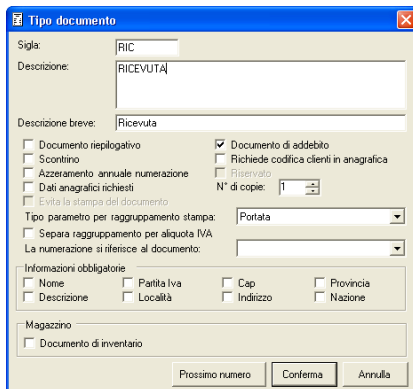 Tipo documento
Sigla: RIC
Descrizione: RICEVUTA
Descrizione breve: Ricevuta
Documento riepilogativo Documento di addebito
Scontrino Richiede codifica clienti in anagrafica
Azzeramento annuale numerazione Riservato
Dati anagrafici richiesti N° di copie: 1
Evita la stampa del documento
Tipo parametro per raggruppamento stampa: Portata
Separa raggruppamento per aliquota IVA
La numerazione si riferisce al documento:
Informazioni obbligatorie
Nome Partita Iva Cap Provincia
Descrizione Località Indirizzo Nazione
Magazzino
Documento di inventario
Prossimo numero Conferma Annulla